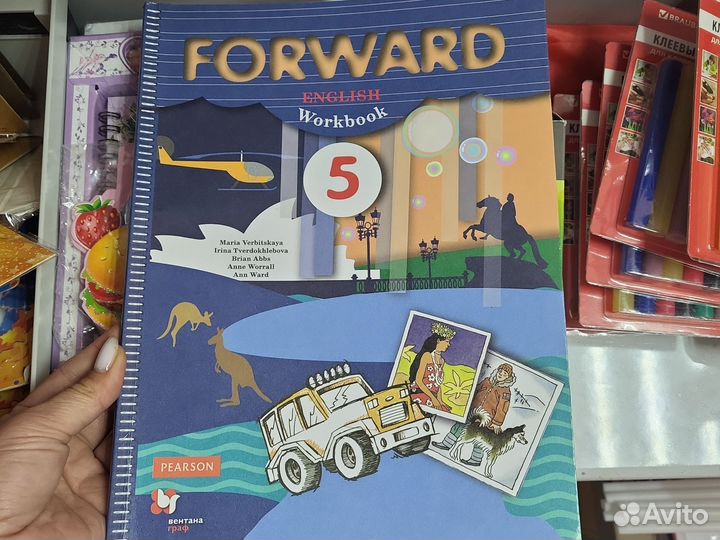 FORWARD
ENGLISH
Workbook
5
Maria Verbitskaya
Irina Tverdokhlebova
Brian Abbs
Anne Worrall
Ann Ward
PEARSON
вентана
граф
BRAUB
КЛЕЕВЫ
Avito